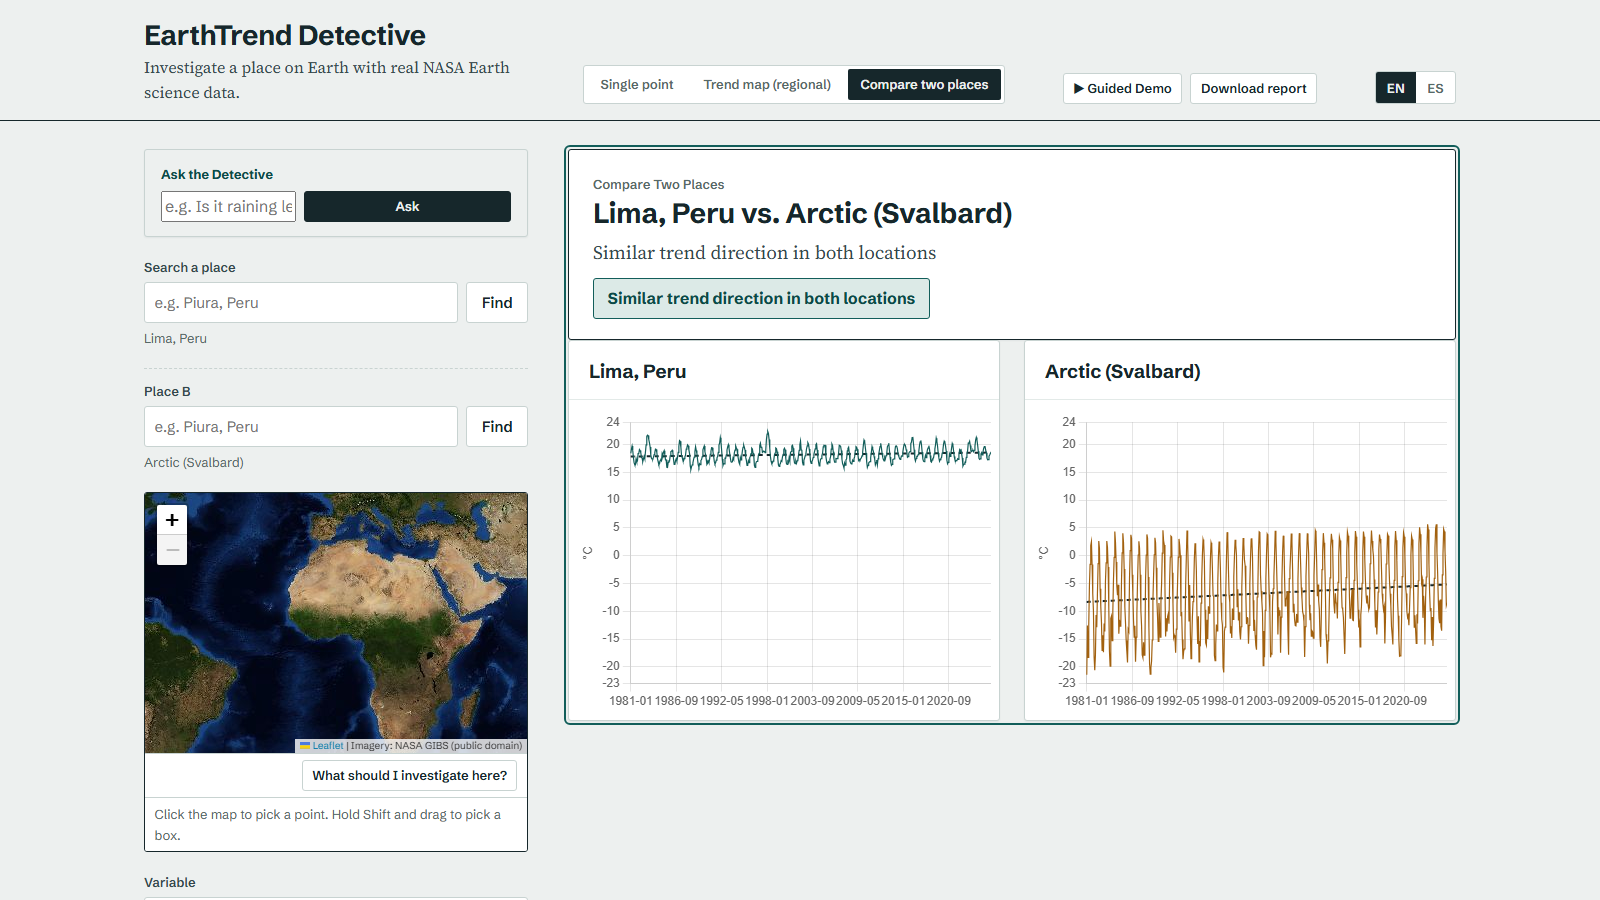 EarthTrend Detective
Investigate a place on Earth with real NASA Earth
science data.
Single point
Trend map (regional)
Compare two places
▶ Guided Demo
Download report
EN
ES
Ask the Detective
e.g. Is it raining le
Ask
Search a place
e.g. Piura, Peru
Find
Lima, Peru
Place B
e.g. Piura, Peru
Find
Arctic (Svalbard)
+
−
Leaflet | Imagery: NASA GIBS (public domain)
What should I investigate here?
Click the map to pick a point. Hold Shift and drag to pick a
box.
Variable
Compare Two Places
Lima, Peru vs. Arctic (Svalbard)
Similar trend direction in both locations
Similar trend direction in both locations
Lima, Peru
24
20
15
10
5
0
-5
-10
-15
-20
-23
°C
1981-01 1986-09 1992-05 1998-01 2003-09 2009-05 2015-01 2020-09
Arctic (Svalbard)
24
20
15
10
5
0
-5
-10
-15
-20
-23
°C
1981-01 1986-09 1992-05 1998-01 2003-09 2009-05 2015-01 2020-09